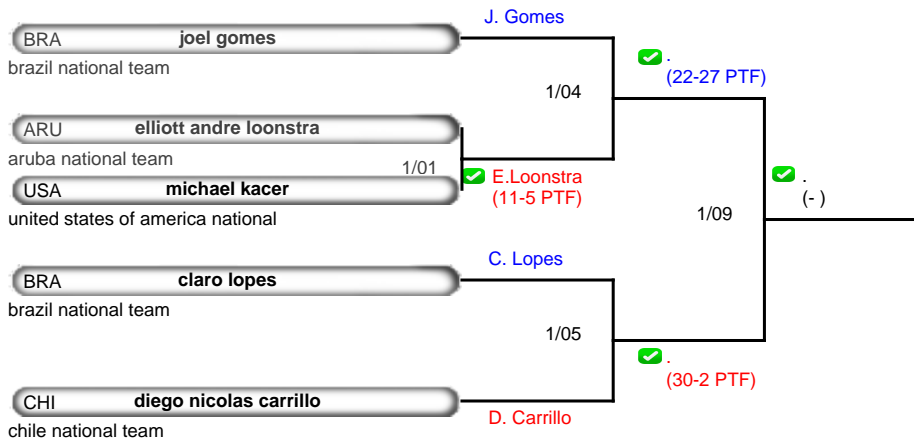 J. Gomes
BRA joel gomes
brazil national team
.
(22-27 PTF)
1/04
ARU elliott andre loonstra
aruba national team
1/01
E.Loonstra
(11-5 PTF)
USA michael kacer
united states of america national
.
(- )
1/09
C. Lopes
BRA claro lopes
brazil national team
1/05
.
(30-2 PTF)
CHI diego nicolas carrillo
D. Carrillo
chile national team